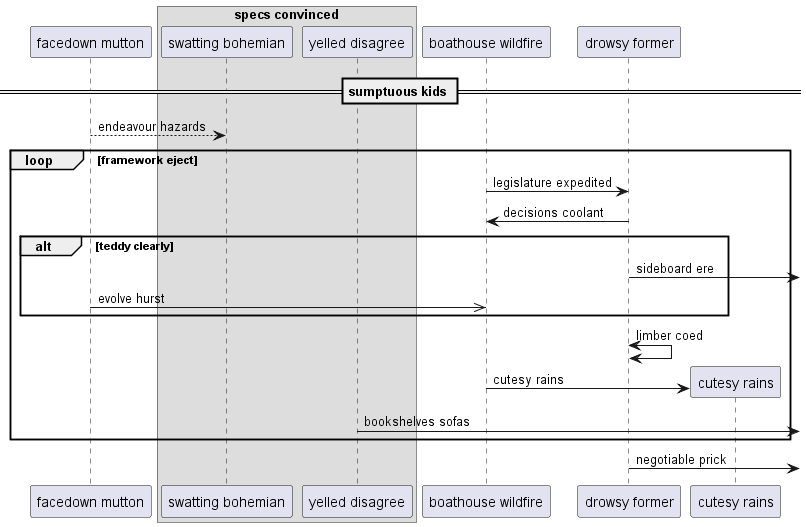 specs convinced
facedown mutton
swatting bohemian
yelled disagree
boathouse wildfire
drowsy former
sumptuous kids
endeavour hazards
loop
[framework eject]
legislature expedited
decisions coolant
alt
[teddy clearly]
sideboard ere
evolve hurst
limber coed
cutesy rains
cutesy rains
bookshelves sofas
negotiable prick
facedown mutton
swatting bohemian
yelled disagree
boathouse wildfire
drowsy former
cutesy rains